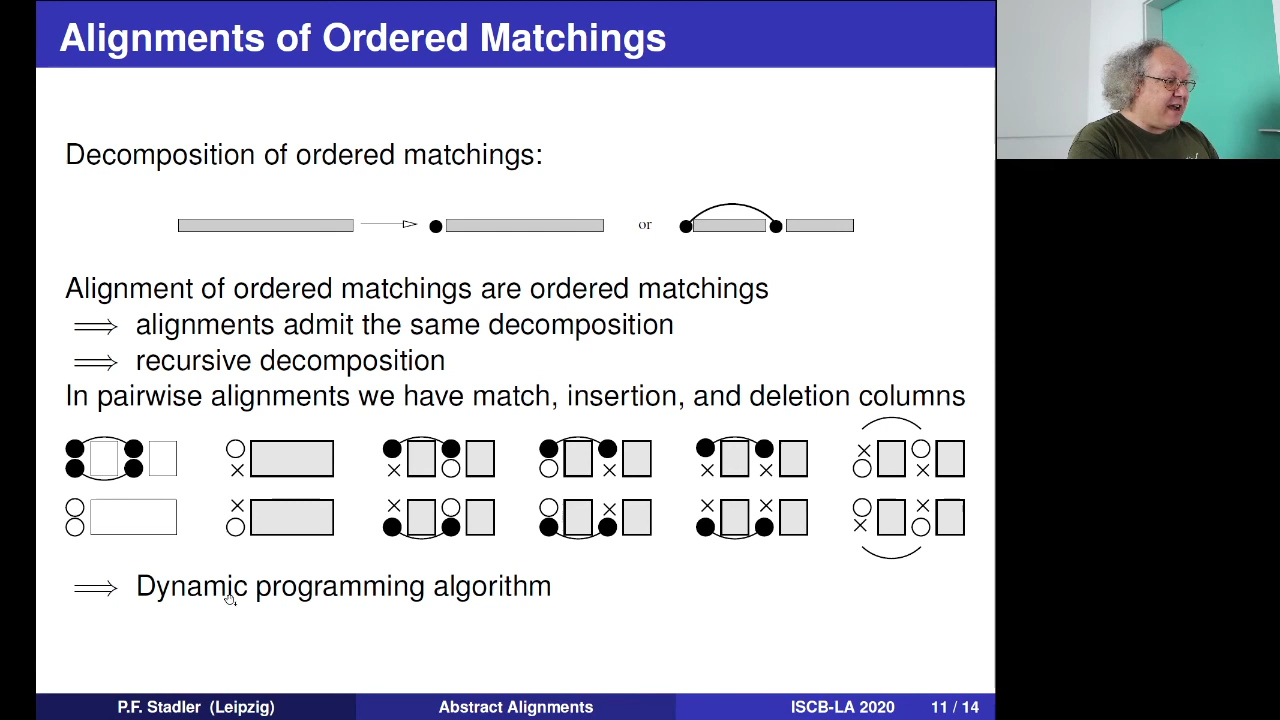 Alignments of Ordered Matchings
Decomposition of ordered matchings:
or
Alignment of ordered matchings are ordered matchings
⟹ alignments admit the same decomposition
⟹ recursive decomposition
In pairwise alignments we have match, insertion, and deletion columns
⟹ Dynamic programming algorithm
P.F. Stadler (Leipzig) Abstract Alignments ISCB-LA 2020 11 / 14